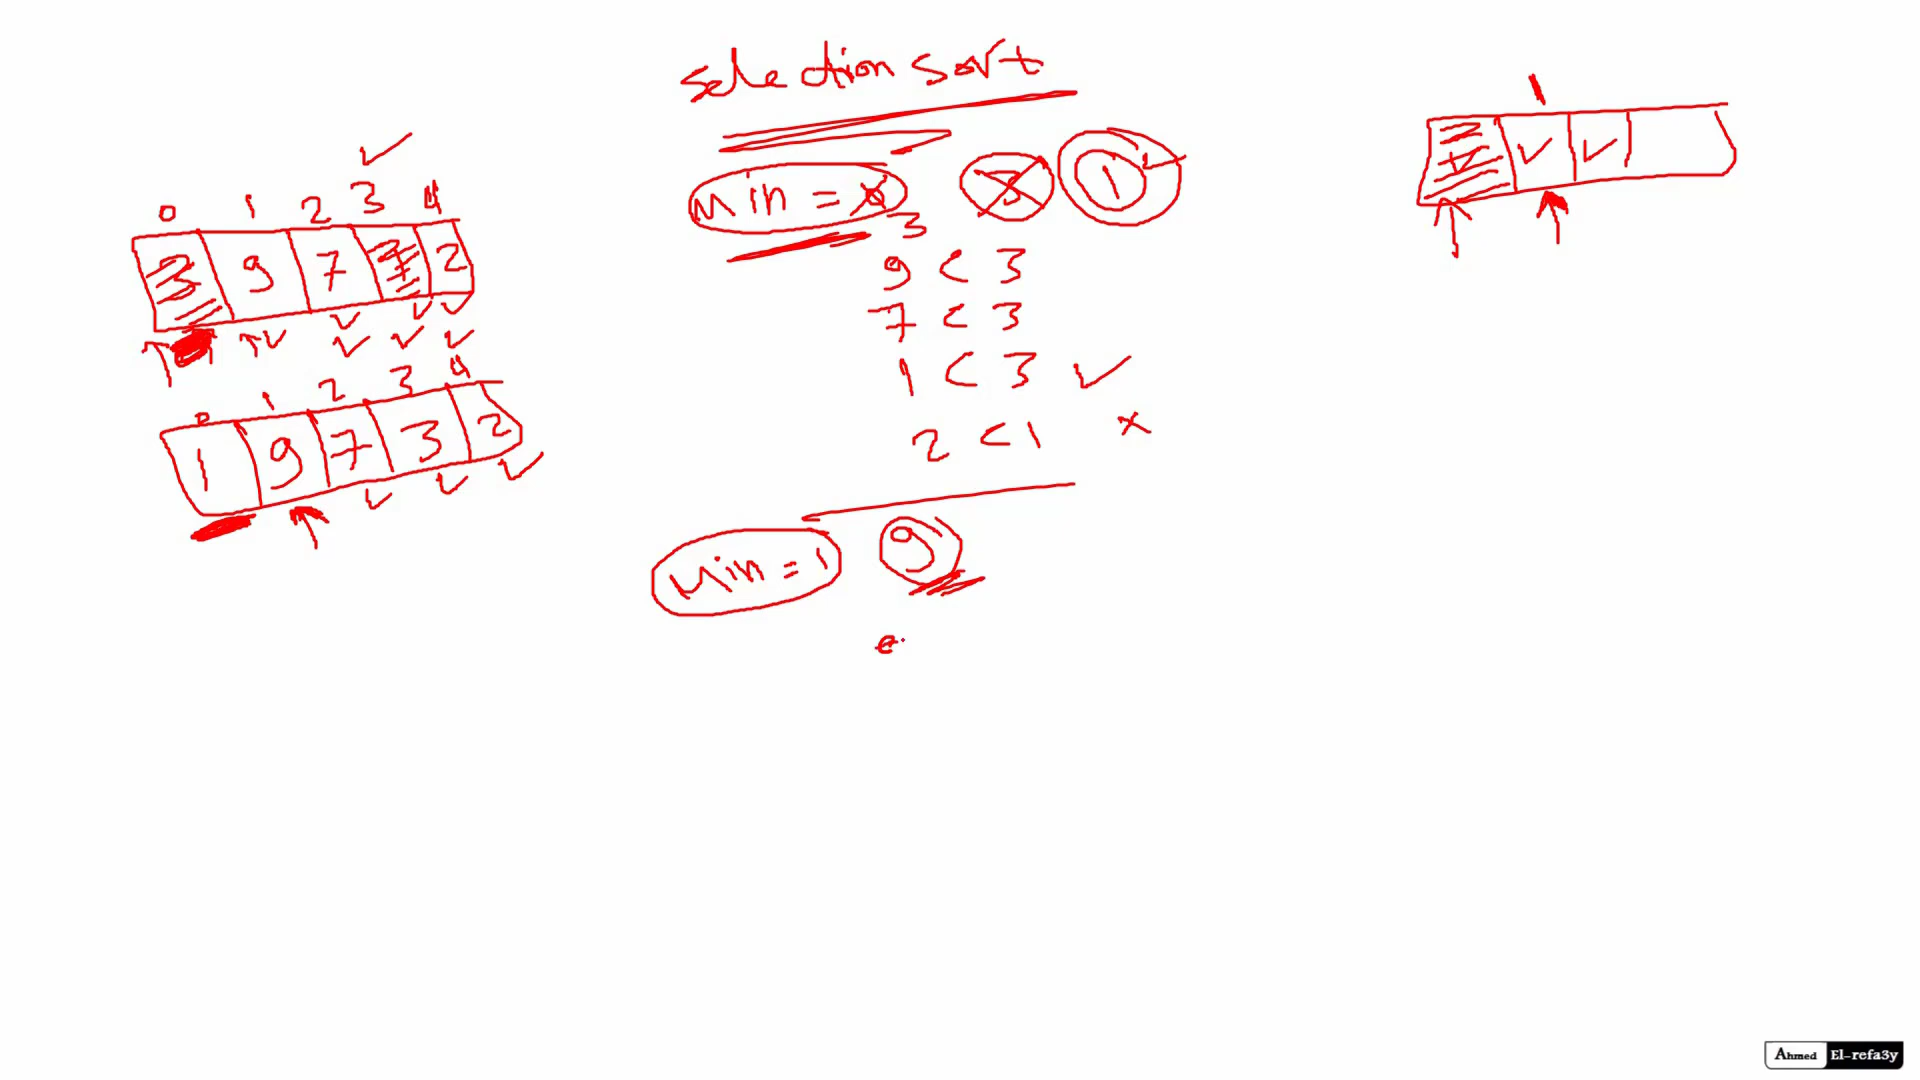 selection sort
0 1 2 3 4
3 9 7 1 2
0 1 2 3 4
1 9 7 3 2
Min = 0 3 1
3
9 < 3
7 < 3
1 < 3
2 < 1
Min = 1 9
1
Ahmed El-refa3y